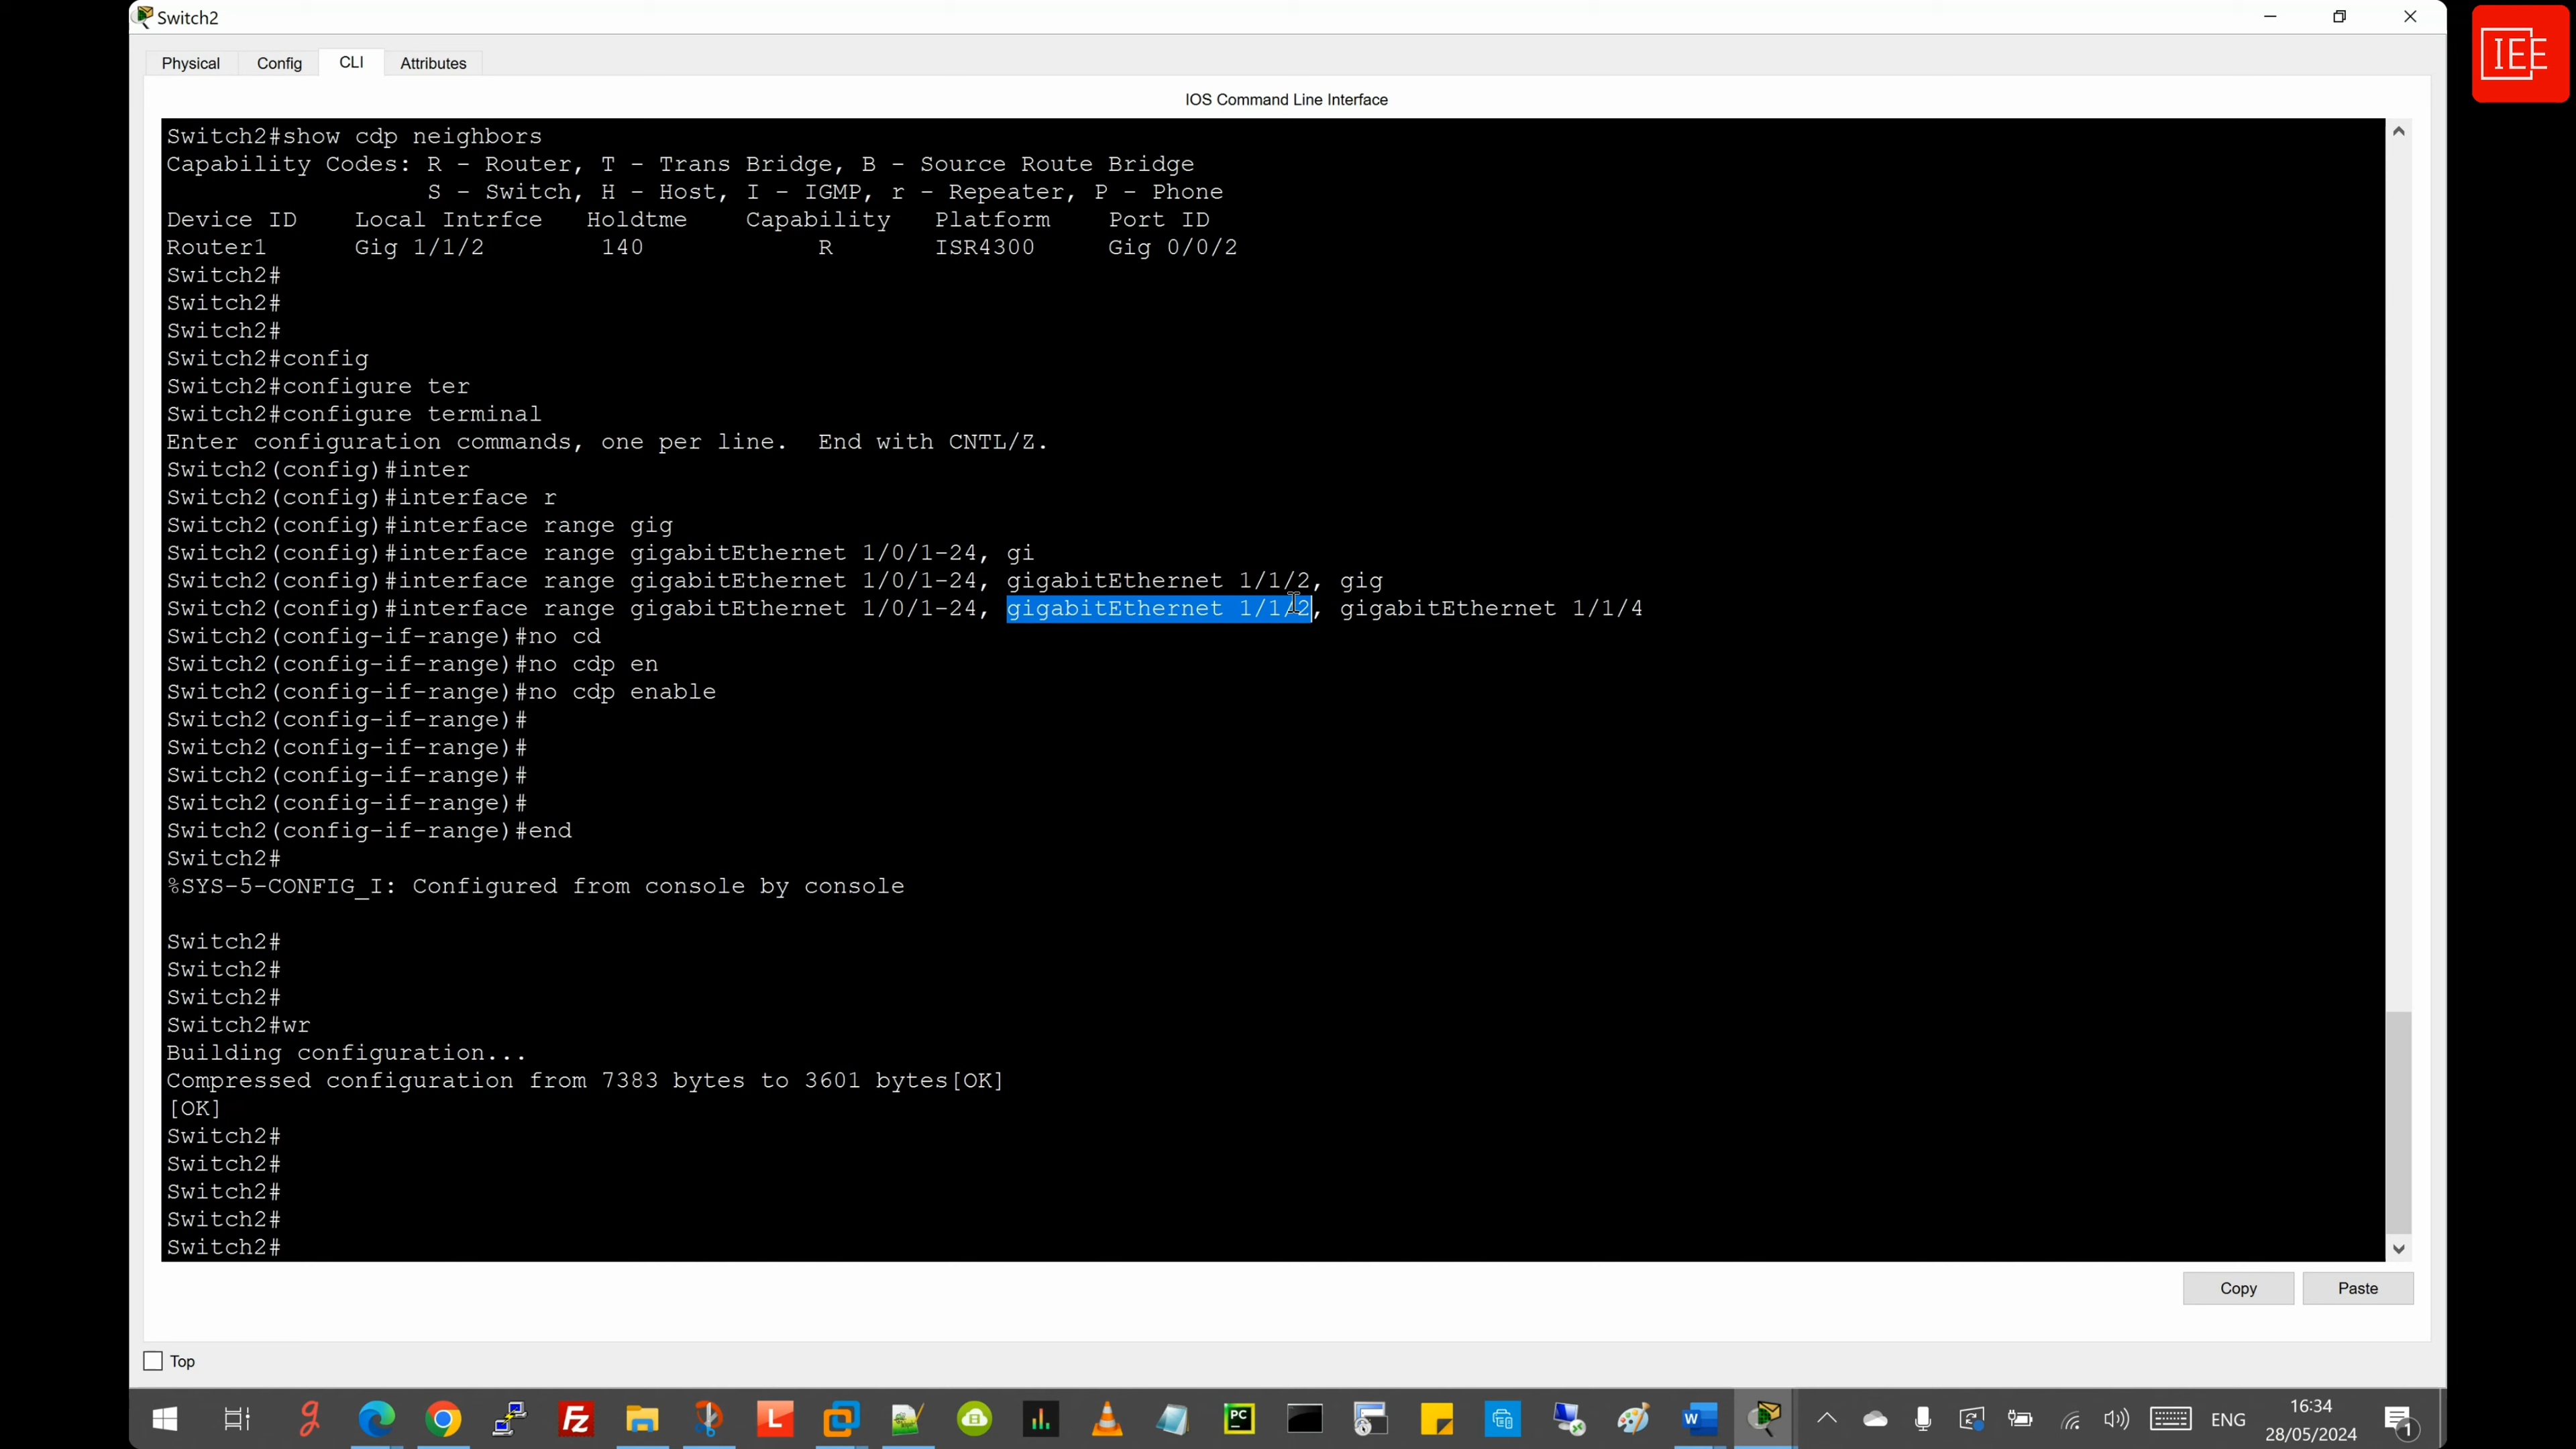 Switch2
IEE
Physical Config CLI Attributes
IOS Command Line Interface
Switch2#show cdp neighbors
Capability Codes: R - Router, T - Trans Bridge, B - Source Route Bridge
S - Switch, H - Host, I - IGMP, r - Repeater, P - Phone
Device ID Local Intrfce Holdtme Capability Platform Port ID
Router1 Gig 1/1/2 140 R ISR4300 Gig 0/0/2
Switch2#
Switch2#
Switch2#
Switch2#config
Switch2#configure ter
Switch2#configure terminal
Enter configuration commands, one per line. End with CNTL/Z.
Switch2(config)#inter
Switch2(config)#interface r
Switch2(config)#interface range gig
Switch2(config)#interface range gigabitEthernet 1/0/1-24, gi
Switch2(config)#interface range gigabitEthernet 1/0/1-24, gigabitEthernet 1/1/2, gig
Switch2(config)#interface range gigabitEthernet 1/0/1-24, gigabitEthernet 1/1/2, gigabitEthernet 1/1/4
Switch2(config-if-range)#no cd
Switch2(config-if-range)#no cdp en
Switch2(config-if-range)#no cdp enable
Switch2(config-if-range)#
Switch2(config-if-range)#
Switch2(config-if-range)#
Switch2(config-if-range)#
Switch2(config-if-range)#end
Switch2#
%SYS-5-CONFIG_I: Configured from console by console
Switch2#
Switch2#
Switch2#
Switch2#wr
Building configuration...
Compressed configuration from 7383 bytes to 3601 bytes[OK]
[OK]
Switch2#
Switch2#
Switch2#
Switch2#
Switch2#
Copy Paste
Top
ENG
16:34
28/05/2024